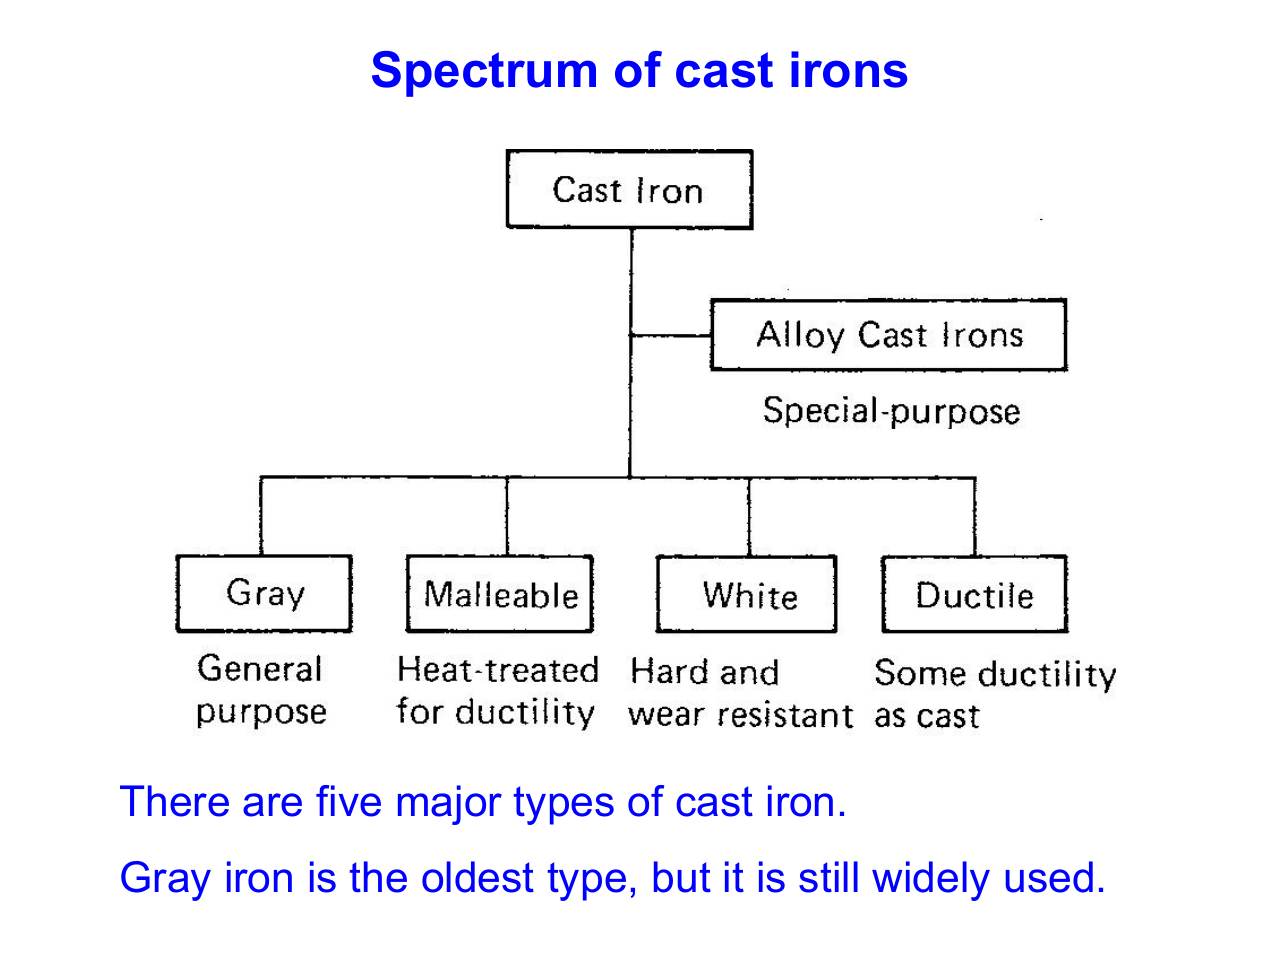 Spectrum of cast irons
Cast Iron
Alloy Cast Irons
Special-purpose
Gray
Malleable
White
Ductile
General
purpose
Heat-treated
for ductility
Hard and
wear resistant
Some ductility
as cast
There are five major types of cast iron.
Gray iron is the oldest type, but it is still widely used.